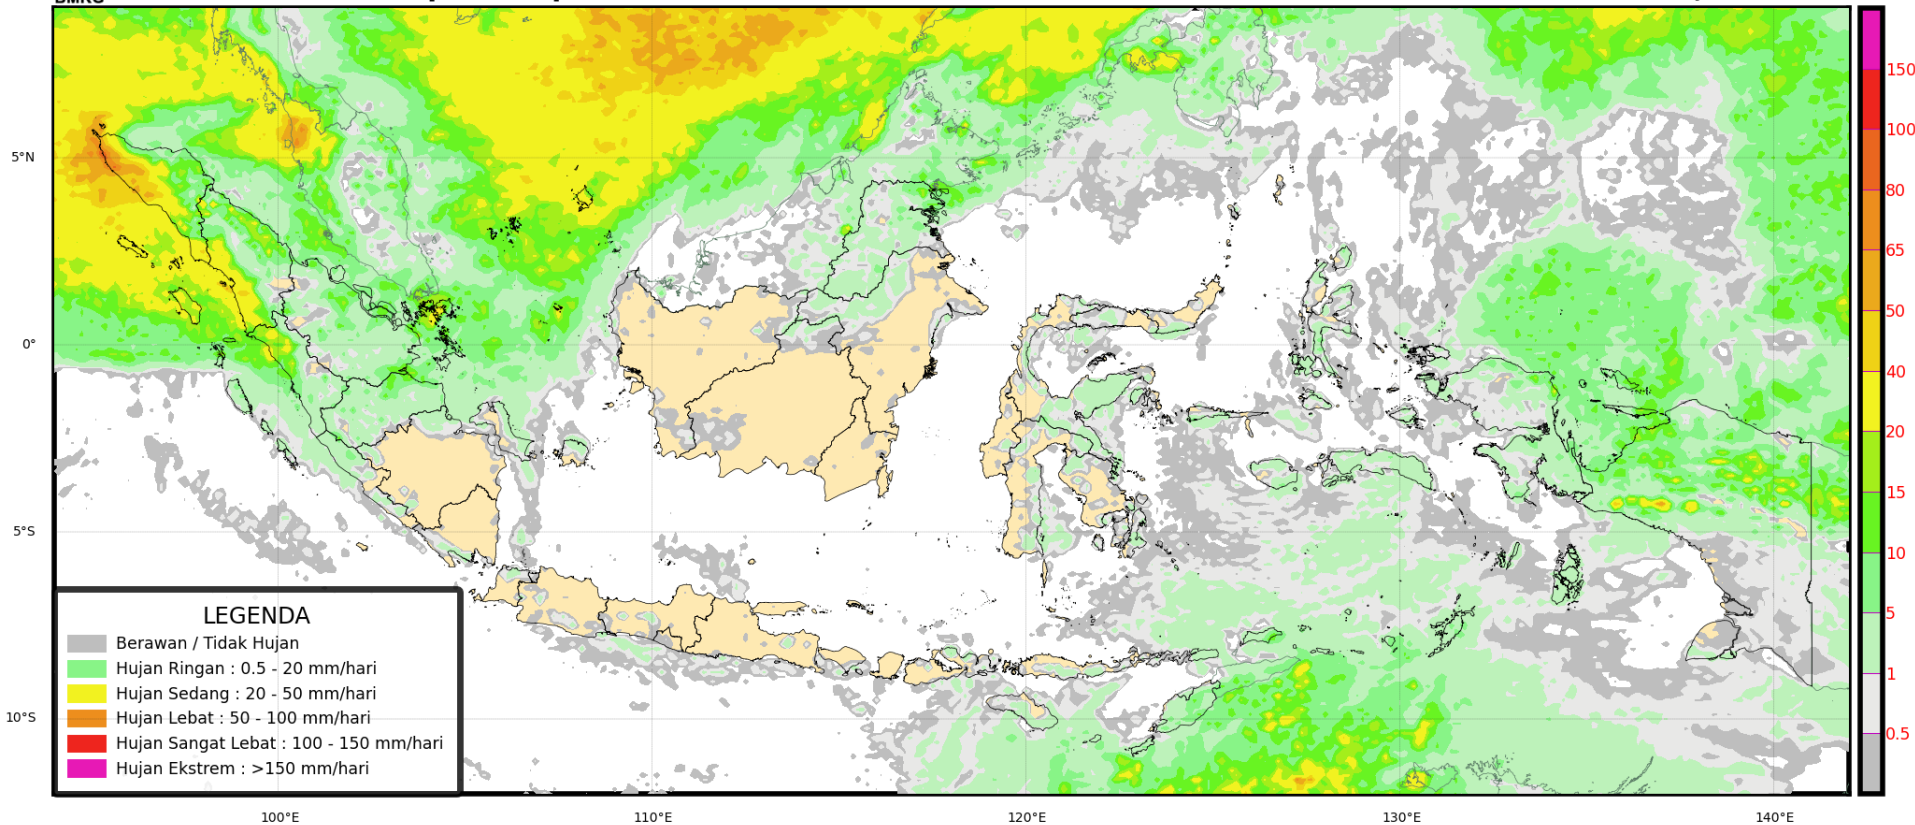 BMKG
5°N
0°
5°S
10°S
100°E
110°E
120°E
130°E
140°E
LEGENDA
Berawan / Tidak Hujan
Hujan Ringan : 0.5 - 20 mm/hari
Hujan Sedang : 20 - 50 mm/hari
Hujan Lebat : 50 - 100 mm/hari
Hujan Sangat Lebat : 100 - 150 mm/hari
Hujan Ekstrem : >150 mm/hari
150
100
80
65
50
40
20
15
10
5
1
0.5